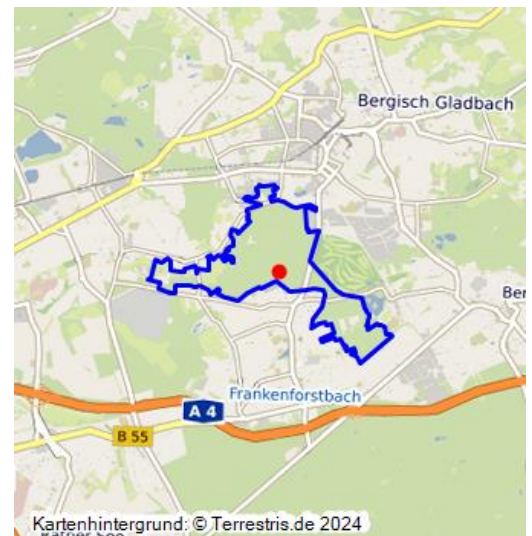 Bergisch Gladbach
Ber
Frankenforstbach
A 4
B 55
Kartenhintergrund: © Terrestris.de 2024